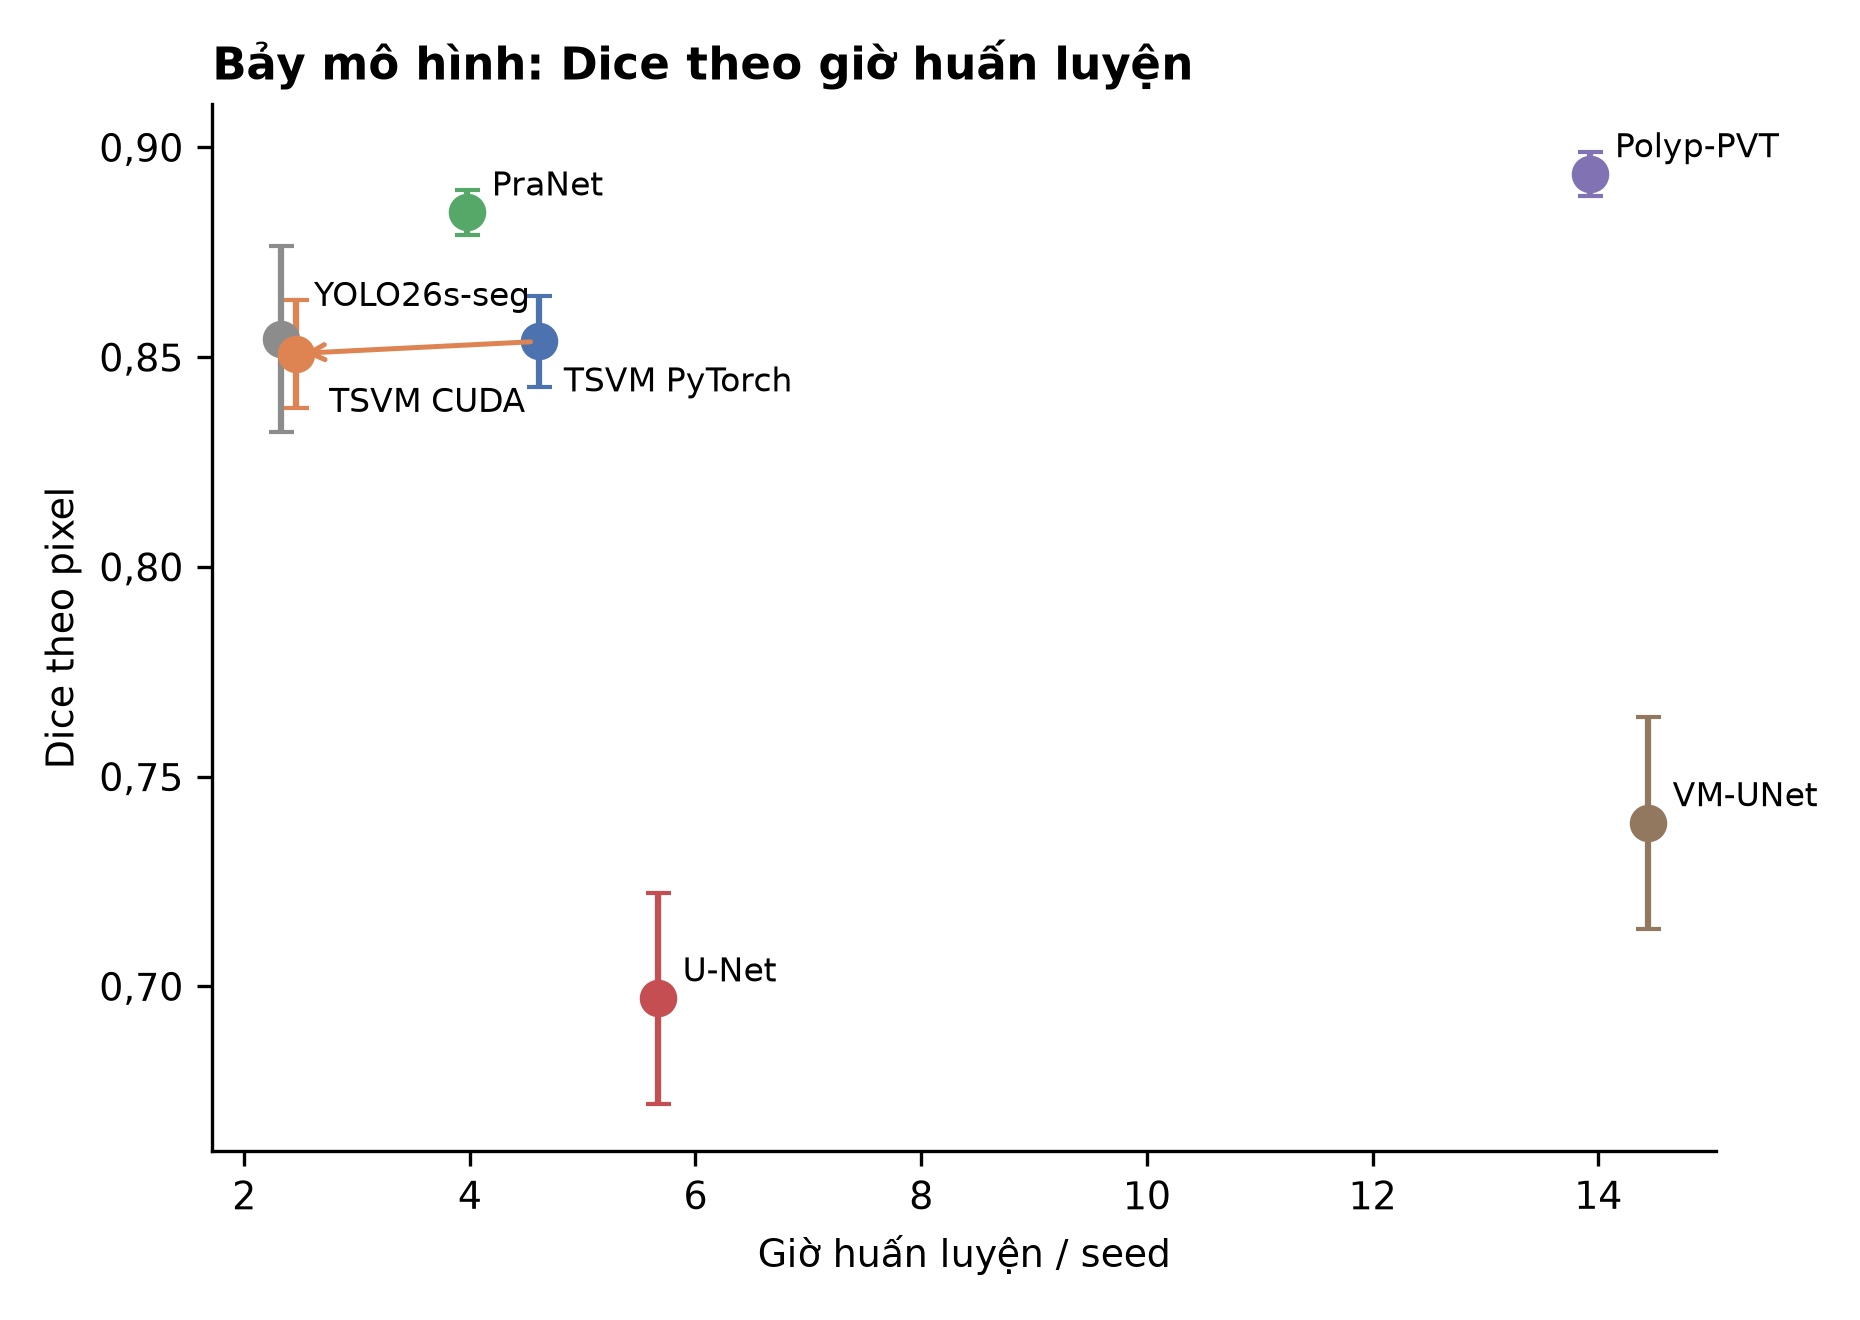 Bảy mô hình: Dice theo giờ huấn luyện
0,90
0,85
0,80
0,75
0,70
Dice theo pixel
Polyp-PVT
PraNet
YOLO26s-seg
TSVM PyTorch
TSVM CUDA
VM-UNet
U-Net
2 4 6 8 10 12 14
Giờ huấn luyện / seed